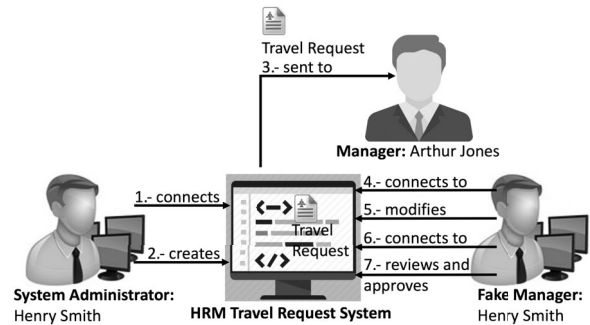 Travel Request
3.- sent to
Manager: Arthur Jones
1.- connects
2.- creates
Travel
Request
4.- connects to
5.- modifies
6.- connects to
7.- reviews and
approves
System Administrator:
Henry Smith
HRM Travel Request System
Fake Manager:
Henry Smith